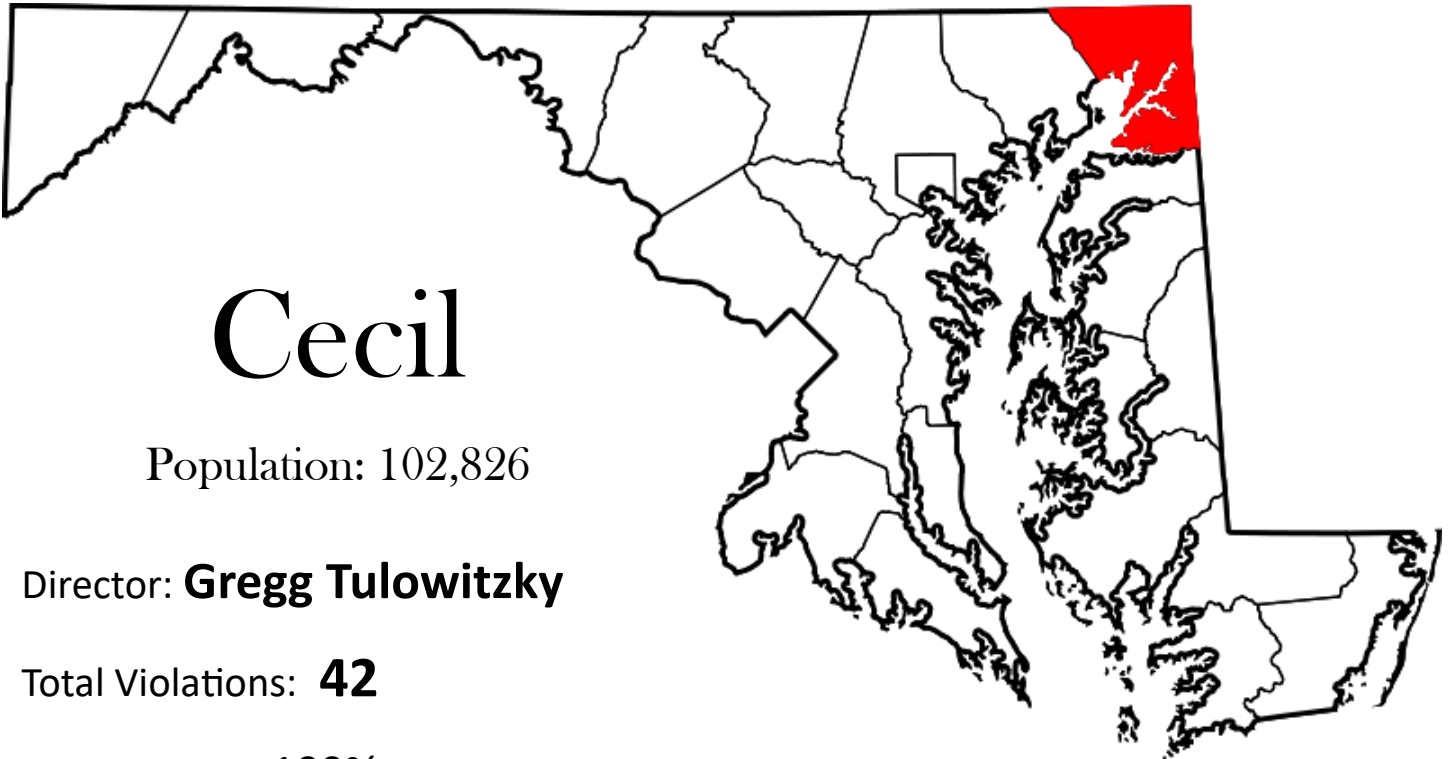 Cecil
Population: 102,826
Director: Gregg Tulowitzky
Total Violations: 42